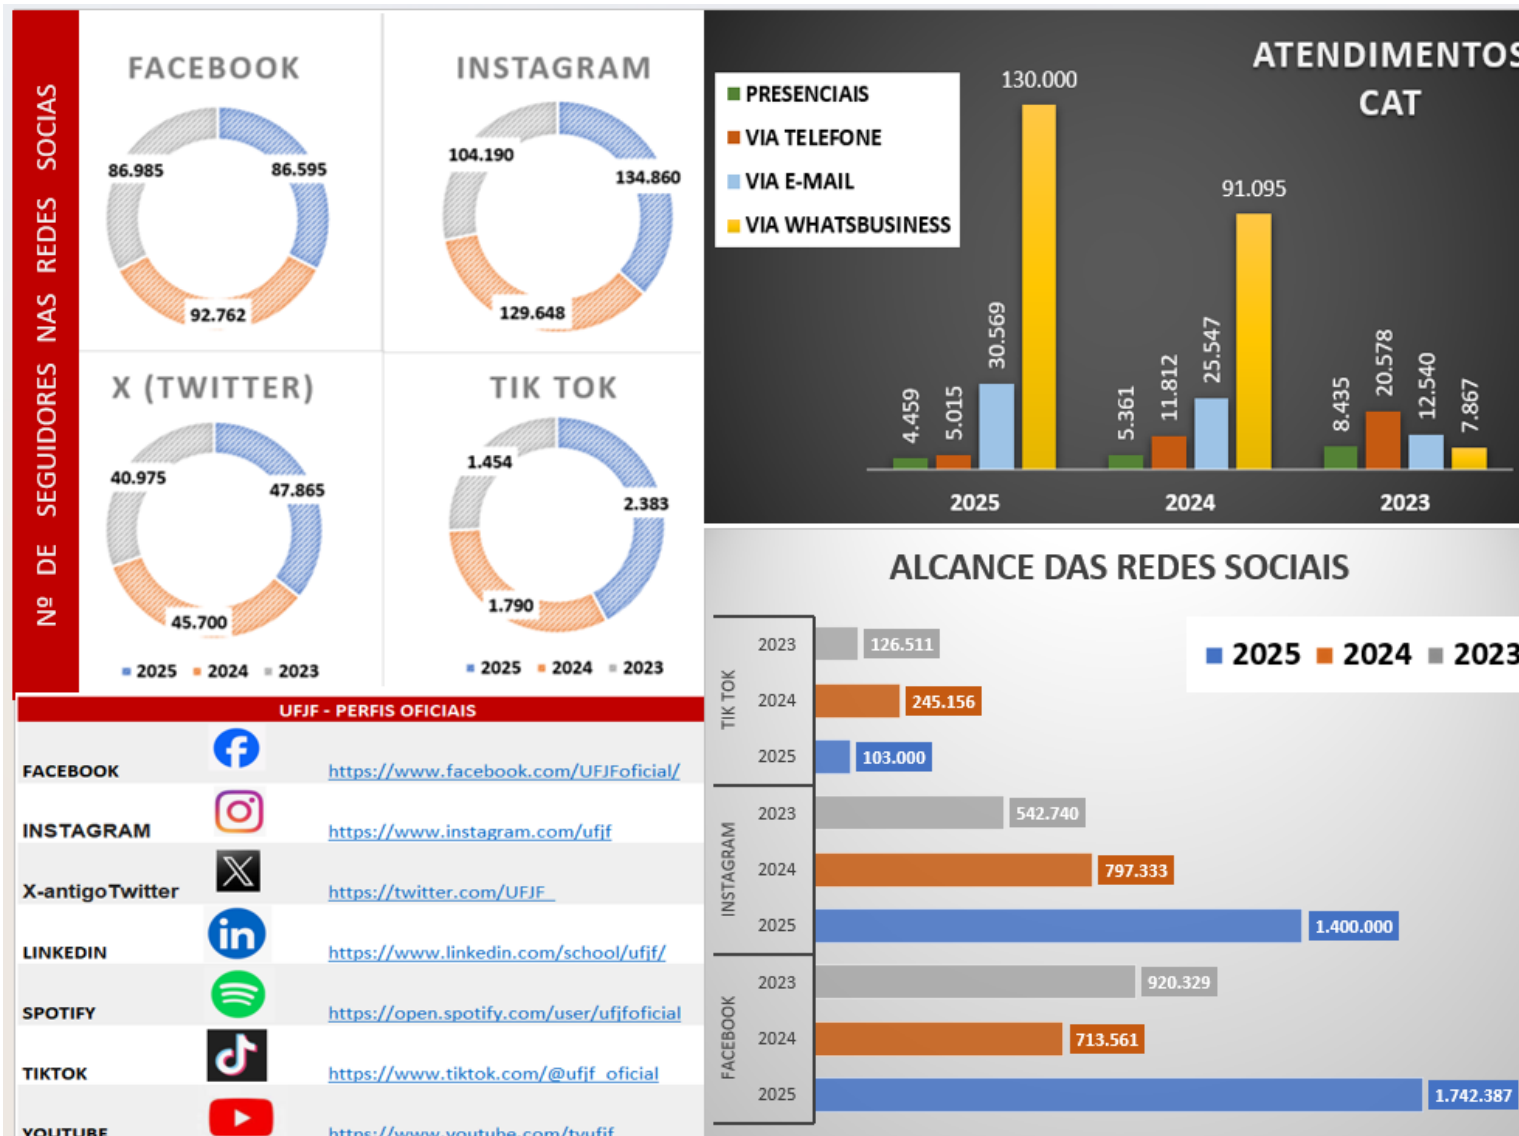 Nº DE SEGUIDORES NAS REDES SOCIAS
FACEBOOK
86.985
86.595
92.762
INSTAGRAM
104.190
134.860
129.648
X (TWITTER)
40.975
47.865
45.700
2025 2024 2023
TIK TOK
1.454
2.383
1.790
2025 2024 2023
UFJF - PERFIS OFICIAIS
FACEBOOK https://www.facebook.com/UFJFoficial/
INSTAGRAM https://www.instagram.com/ufjf
X-antigoTwitter https://twitter.com/UFJF_
LINKEDIN https://www.linkedin.com/school/ufjf/
SPOTIFY https://open.spotify.com/user/ufjfoficial
TIKTOK https://www.tiktok.com/@ufjf_oficial
YOUTUBE https://www.youtube.com/tvufjf
ATENDIMENTOS
CAT
PRESENCIAIS
VIA TELEFONE
VIA E-MAIL
VIA WHATSBUSINESS
4.459 5.015 30.569 130.000
5.361 11.812 25.547 91.095
8.435 20.578 12.540 7.867
2025 2024 2023
ALCANCE DAS REDES SOCIAIS
2025 2024 2023
TIK TOK
2023 126.511
2024 245.156
2025 103.000
INSTAGRAM
2023 542.740
2024 797.333
2025 1.400.000
FACEBOOK
2023 920.329
2024 713.561
2025 1.742.387